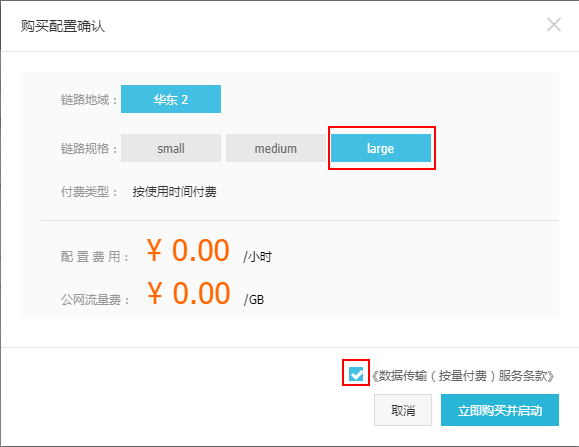 购买配置确认
链路地域： 华东 2
链路规格： small medium large
付费类型： 按使用时间付费
配 置 费 用： ¥ 0.00 /小时
公网流量费： ¥ 0.00 /GB
《数据传输（按量付费）服务条款》
取消 立即购买并启动